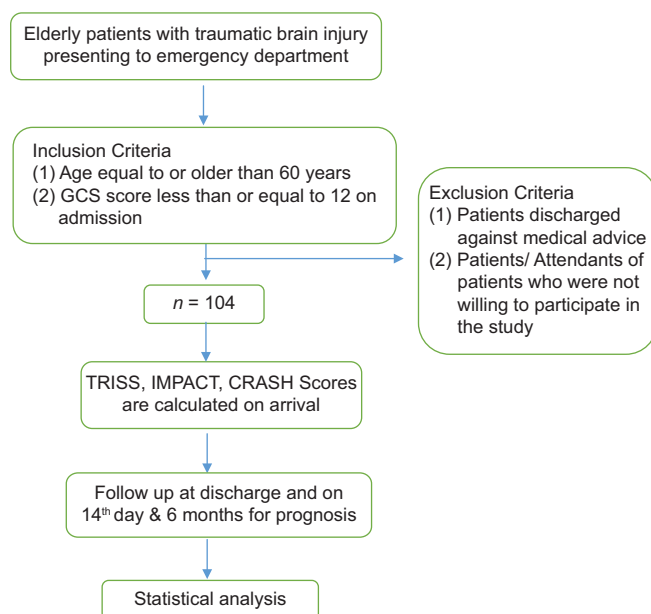 Elderly patients with traumatic brain injury
presenting to emergency department
Inclusion Criteria
(1) Age equal to or older than 60 years
(2) GCS score less than or equal to 12 on
admission
Exclusion Criteria
(1) Patients discharged
against medical advice
(2) Patients/ Attendants of
patients who were not
willing to participate in
the study
n = 104
TRISS, IMPACT, CRASH Scores
are calculated on arrival
Follow up at discharge and on
14th day & 6 months for prognosis
Statistical analysis